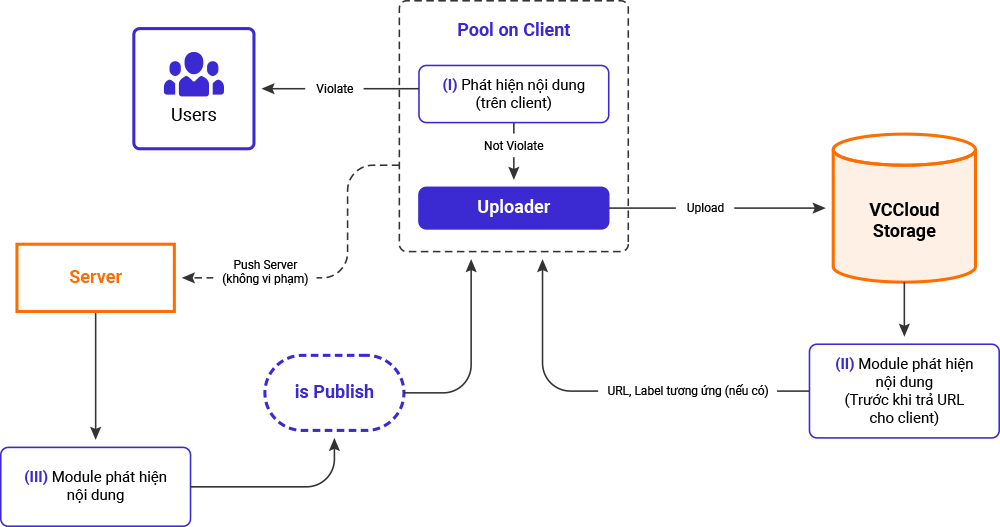 Pool on Client
(I) Phát hiện nội dung
(trên client)
Violate
Users
Not Violate
Uploader
Upload
VCCloud
Storage
Push Server
(không vi phạm)
Server
is Publish
URL, Label tương ứng (nếu có)
(II) Module phát hiện
nội dung
(Trước khi trả URL
cho client)
(III) Module phát hiện
nội dung